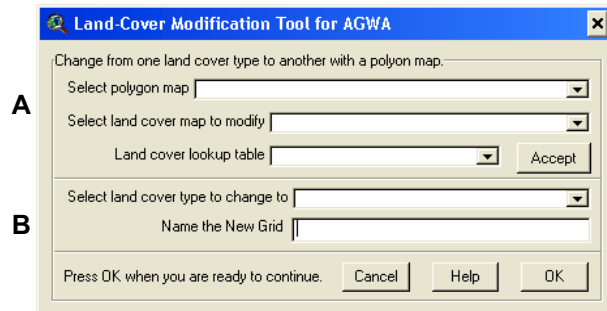 Land-Cover Modification Tool for AGWA
Change from one land cover type to another with a polyon map.
A
Select polygon map
Select land cover map to modify
Land cover lookup table
Accept
B
Select land cover type to change to
Name the New Grid
Press OK when you are ready to continue.
Cancel
Help
OK